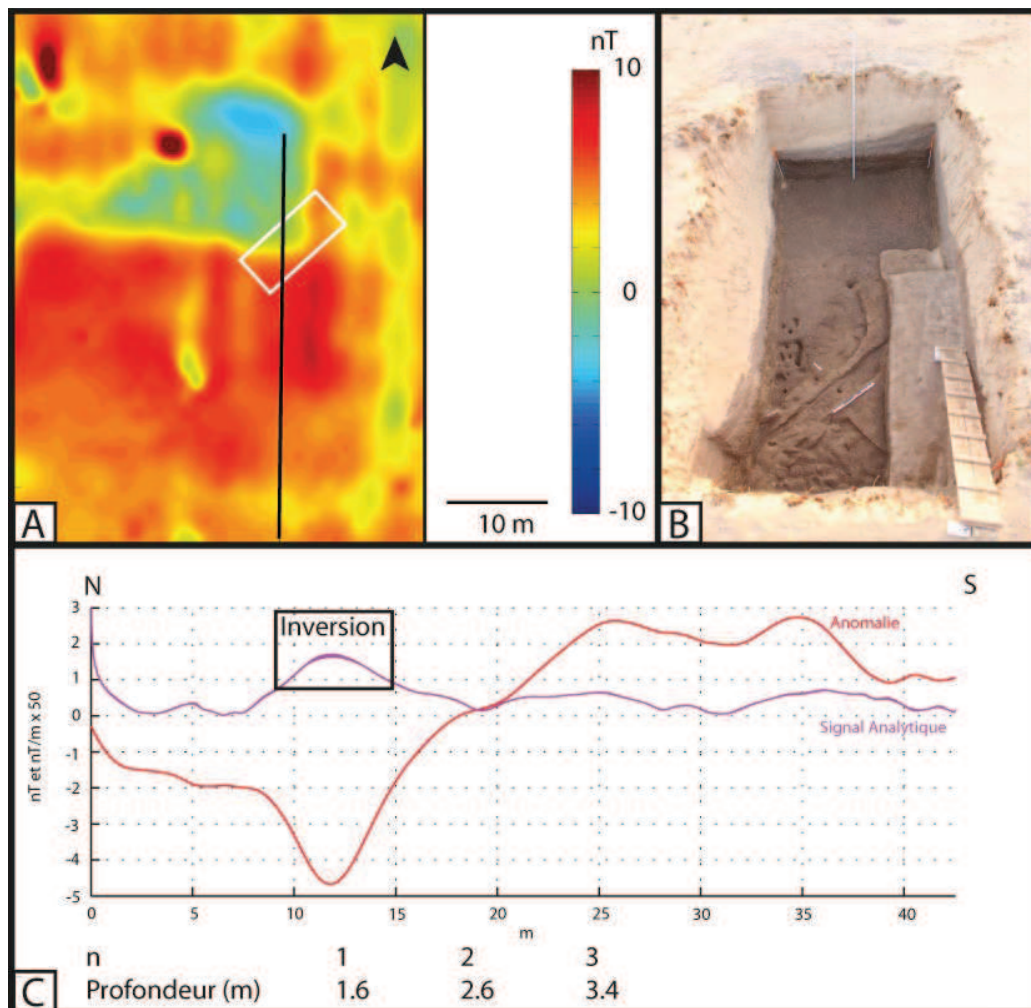 nT
10
0
-10
10 m
A
B
N
S
3
2
1
0
-1
-2
-3
-4
-5
nT et nT/m x 50
Inversion
Anomalie
Signal Analytique
0 5 10 15 20 25 30 35 40
m
n 1 2 3
Profondeur (m) 1.6 2.6 3.4
C